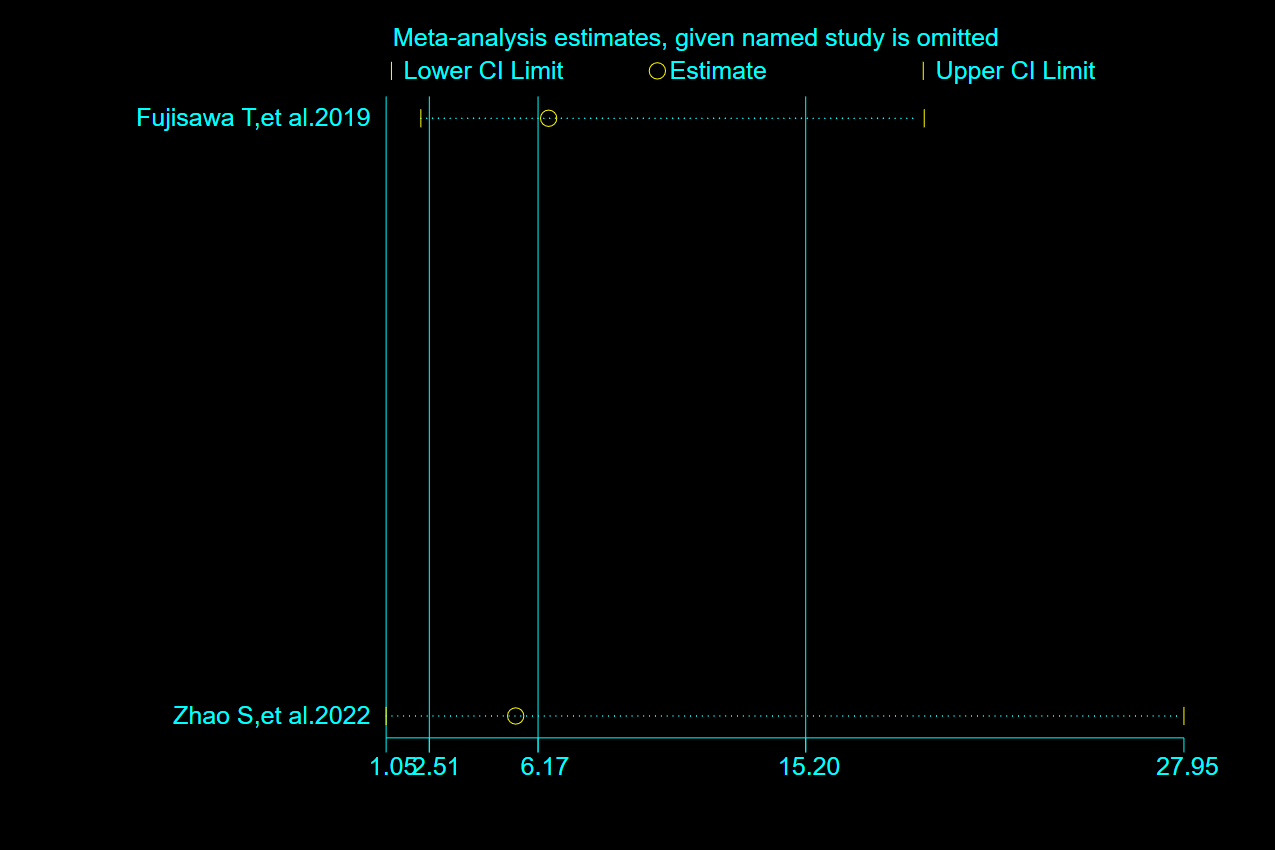 Meta-analysis estimates, given named study is omitted
Lower CI Limit Estimate Upper CI Limit
Fujisawa T,et al.2019
Zhao S,et al.2022
1.05 2.51 6.17 15.20 27.95